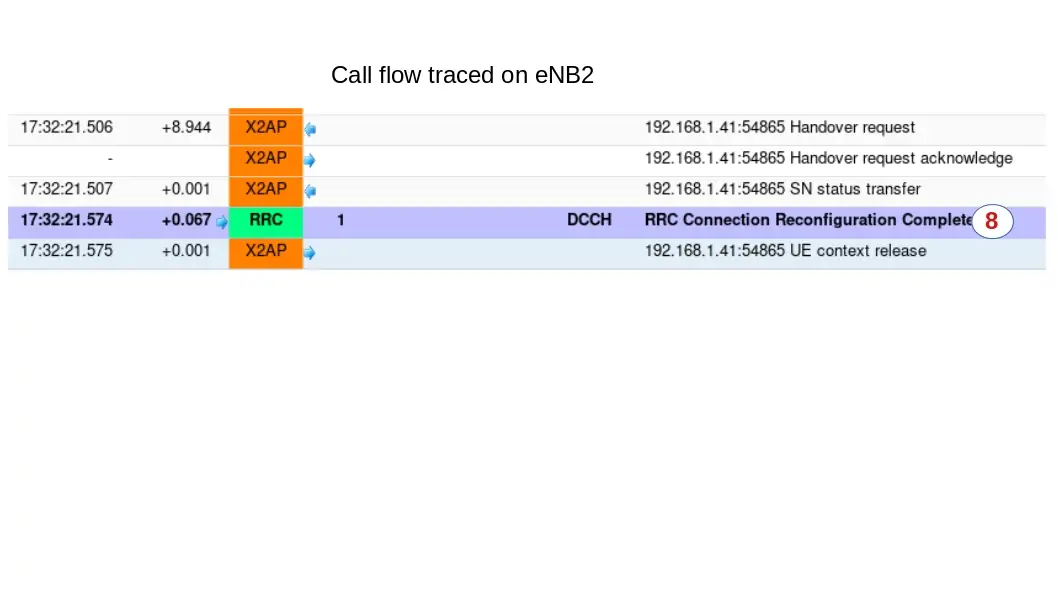 Call flow traced on eNB2
17:32:21.506 +8.944 X2AP 192.168.1.41:54865 Handover request
- X2AP 192.168.1.41:54865 Handover request acknowledge
17:32:21.507 +0.001 X2AP 192.168.1.41:54865 SN status transfer
17:32:21.574 +0.067 RRC 1 DCCH RRC Connection Reconfiguration Complete 8
17:32:21.575 +0.001 X2AP 192.168.1.41:54865 UE context release